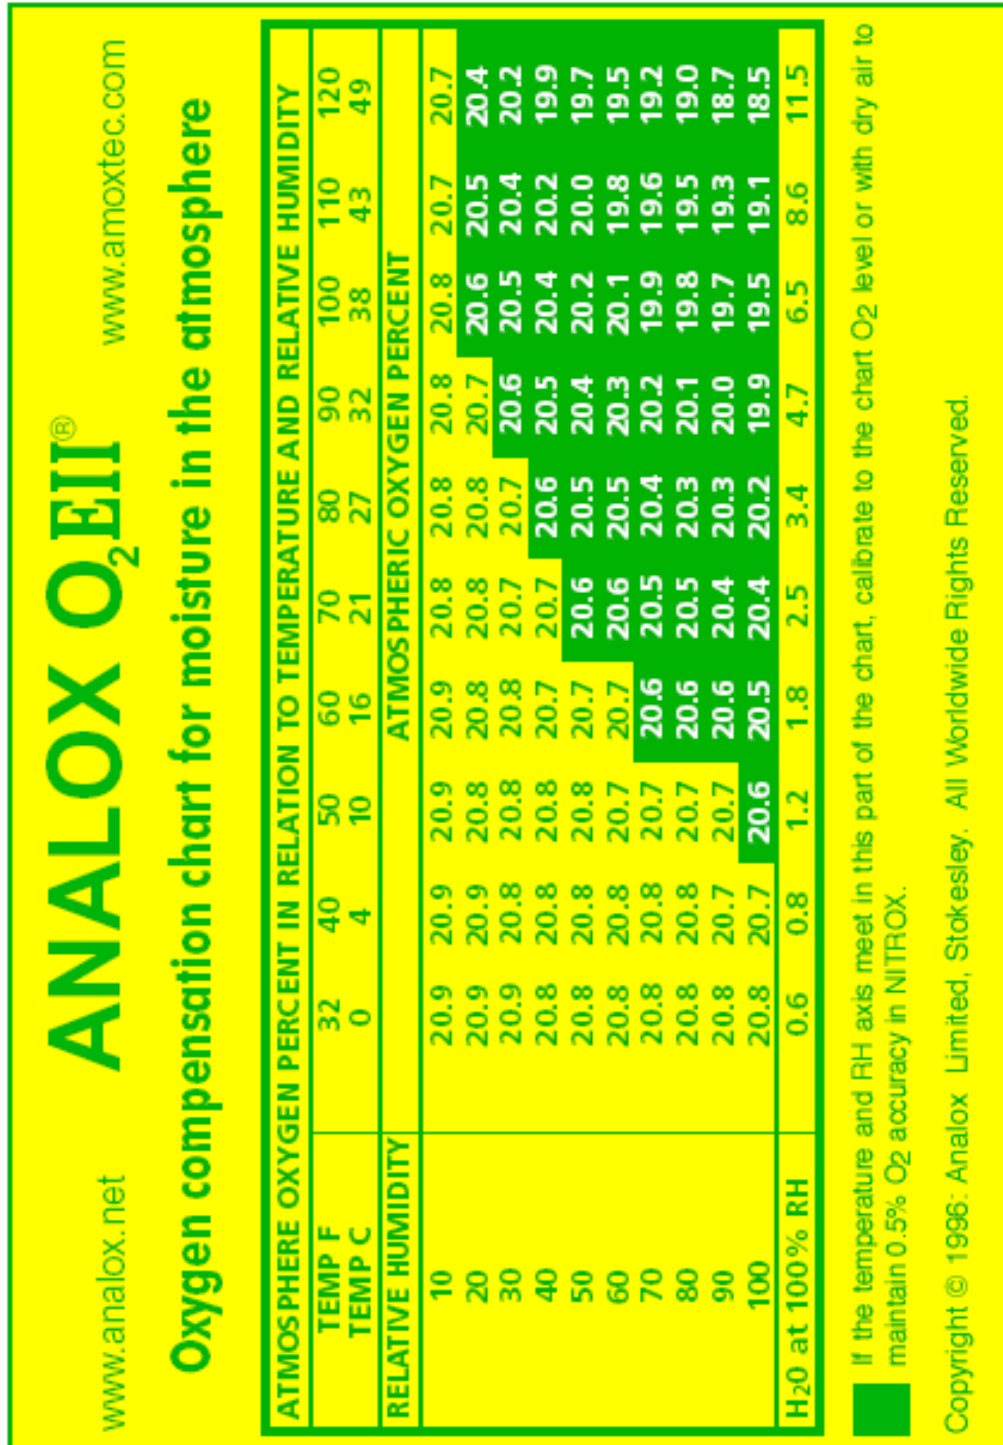 www.analox.net ANALOX O2EII® www.amoxtec.com
Oxygen compensation chart for moisture in the atmosphere
ATMOSPHERE OXYGEN PERCENT IN RELATION TO TEMPERATURE AND RELATIVE HUMIDITY
TEMP F 32 40 50 60 70 80 90 100 110 120
TEMP C 0 4 10 16 21 27 32 38 43 49
RELATIVE HUMIDITY ATMOSPHERIC OXYGEN PERCENT
10 20.9 20.9 20.9 20.9 20.8 20.8 20.8 20.8 20.7 20.7
20 20.9 20.9 20.8 20.8 20.8 20.8 20.7 20.6 20.5 20.4
30 20.9 20.8 20.8 20.8 20.7 20.7 20.6 20.5 20.4 20.2
40 20.8 20.8 20.8 20.7 20.7 20.6 20.5 20.4 20.2 19.9
50 20.8 20.8 20.8 20.7 20.6 20.5 20.4 20.2 20.0 19.7
60 20.8 20.8 20.7 20.7 20.6 20.5 20.3 20.1 19.8 19.5
70 20.8 20.8 20.7 20.6 20.5 20.4 20.2 19.9 19.6 19.2
80 20.8 20.8 20.7 20.6 20.5 20.3 20.1 19.8 19.5 19.0
90 20.8 20.7 20.7 20.6 20.4 20.3 20.0 19.7 19.3 18.7
100 20.8 20.7 20.6 20.5 20.4 20.2 19.9 19.5 19.1 18.5
H2O at 100% RH 0.6 0.8 1.2 1.8 2.5 3.4 4.7 6.5 8.6 11.5
If the temperature and RH axis meet in this part of the chart, calibrate to the chart O2 level or with dry air to
maintain 0.5% O2 accuracy in NITROX.
Copyright © 1996: Analox Limited, Stokesley. All Worldwide Rights Reserved.